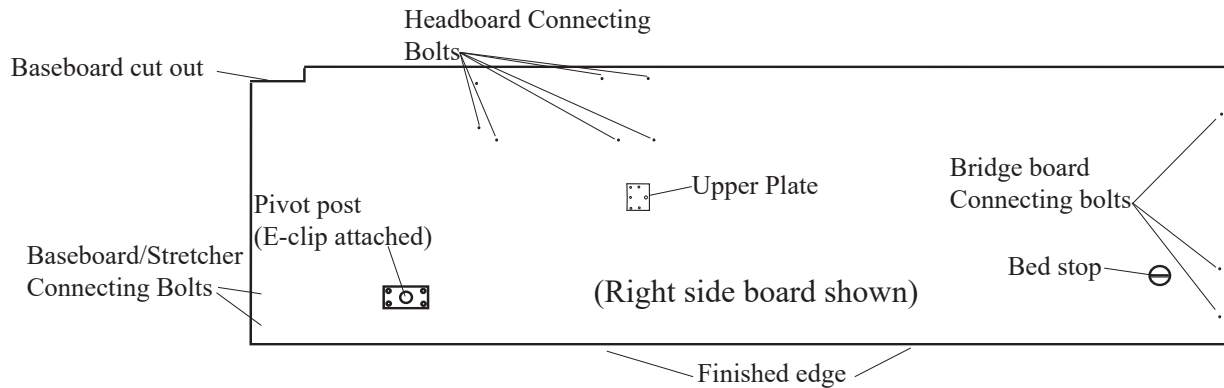 Headboard Connecting
Bolts
Baseboard cut out
Upper Plate
Bridge board
Connecting bolts
Pivot post
(E-clip attached)
Baseboard/Stretcher
Connecting Bolts
Bed stop
(Right side board shown)
Finished edge